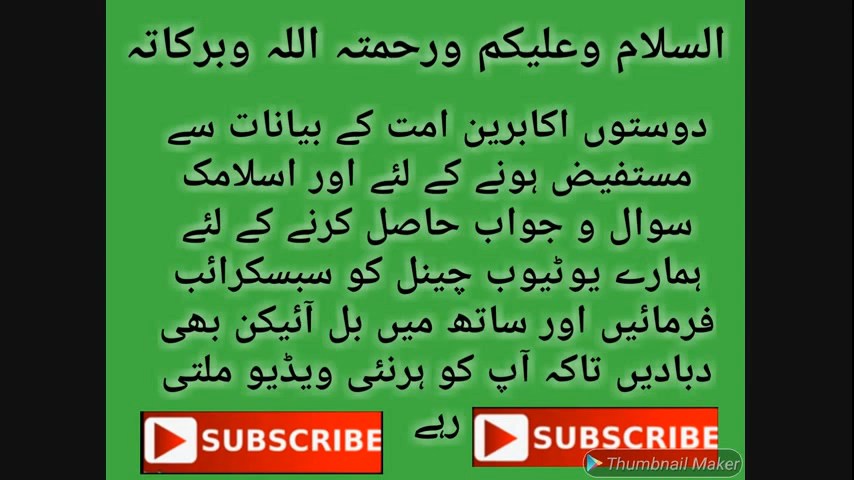 السلام وعلیکم ورحمتہ اللہ وبرکاتہ
دوستوں اکابرین امت کے بیانات سے
مستفیض ہونے کے لئے اور اسلامک
سوال و جواب حاصل کرنے کے لئے
ہمارے یوٹیوب چینل کو سبسکرائب
فرمائیں اور ساتھ میں بل آئیکن بھی
دبادیں تاکہ آپ کو ہرنئی ویڈیو ملتی
رہے
SUBSCRIBE
SUBSCRIBE
Thumbnail Maker